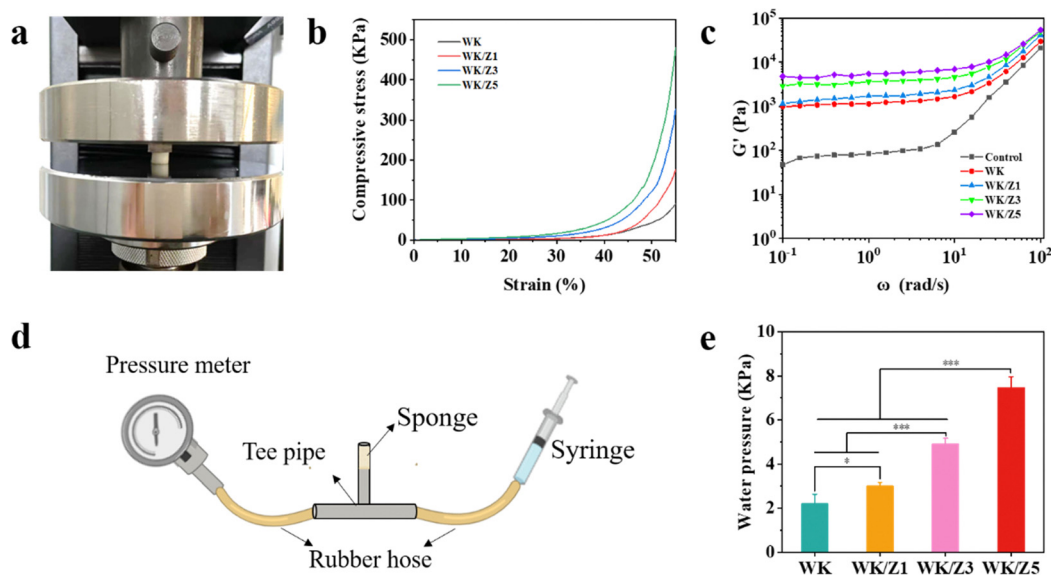 a
b
Compressive stress (KPa)
500
400
300
200
100
0
WK
WK/Z1
WK/Z3
WK/Z5
0 10 20 30 40 50
Strain (%)
c
G' (Pa)
10^5
10^4
10^3
10^2
10^1
10^0
Control
WK
WK/Z1
WK/Z3
WK/Z5
10^-1 10^0 10^1 10^2
ω (rad/s)
d
Pressure meter
Sponge
Tee pipe
Syringe
Rubber hose
e
Water pressure (KPa)
10
8
6
4
2
0
***
***
*
WK WK/Z1 WK/Z3 WK/Z5